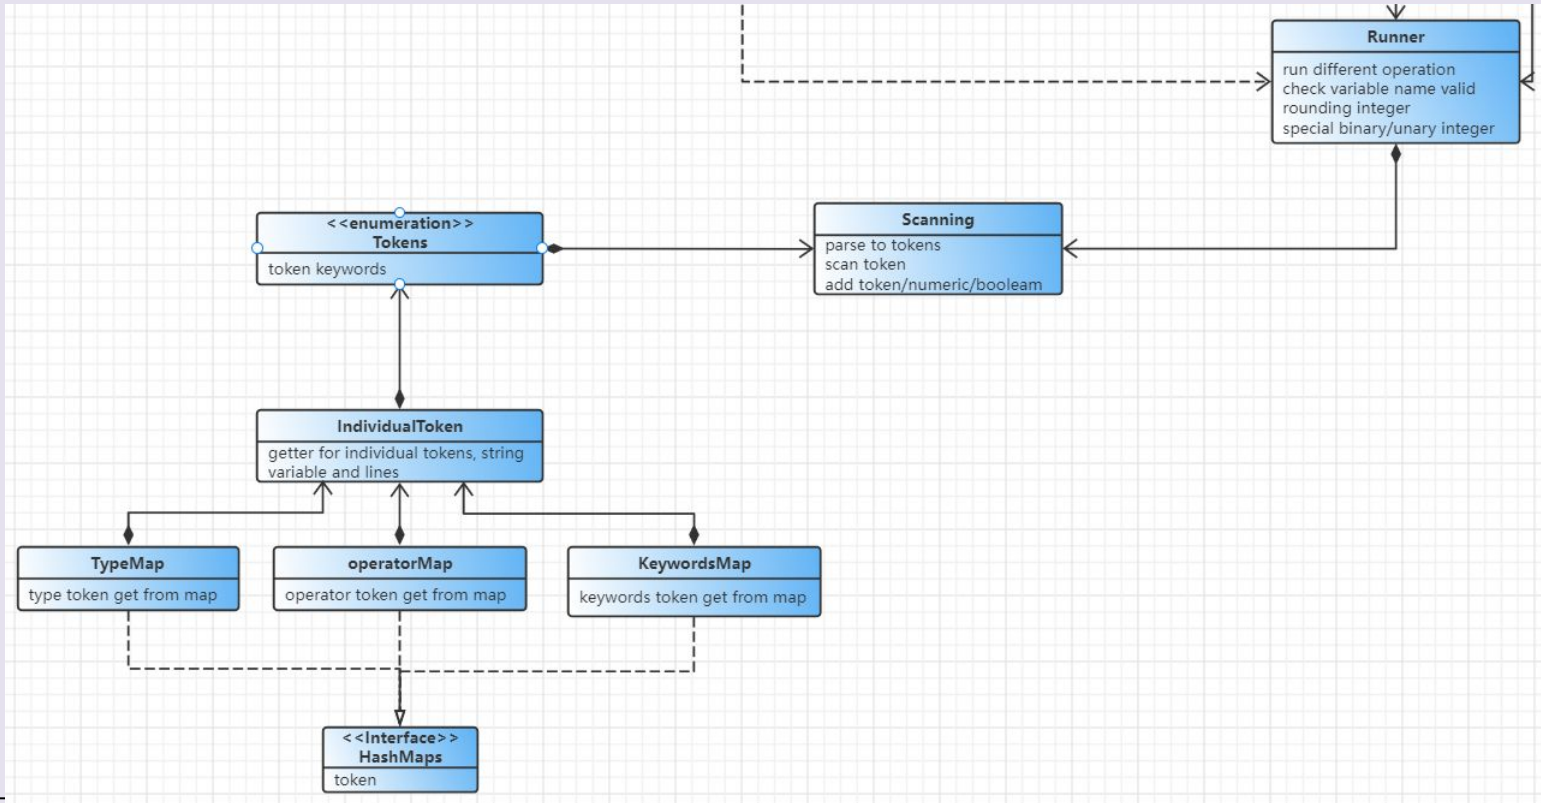 Runner
run different operation
check variable name valid
rounding integer
special binary/unary integer
<<enumeration>>
Tokens
token keywords
Scanning
parse to tokens
scan token
add token/numeric/booleam
IndividualToken
getter for individual tokens, string
variable and lines
TypeMap
type token get from map
operatorMap
operator token get from map
KeywordsMap
keywords token get from map
<<Interface>>
HashMaps
token